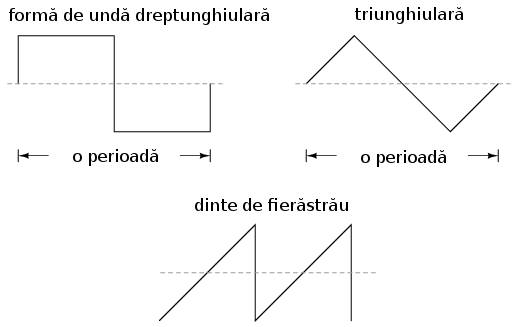 formă de undă dreptunghiulară
triunghiulară
o perioadă
o perioadă
dinte de fierăstrău